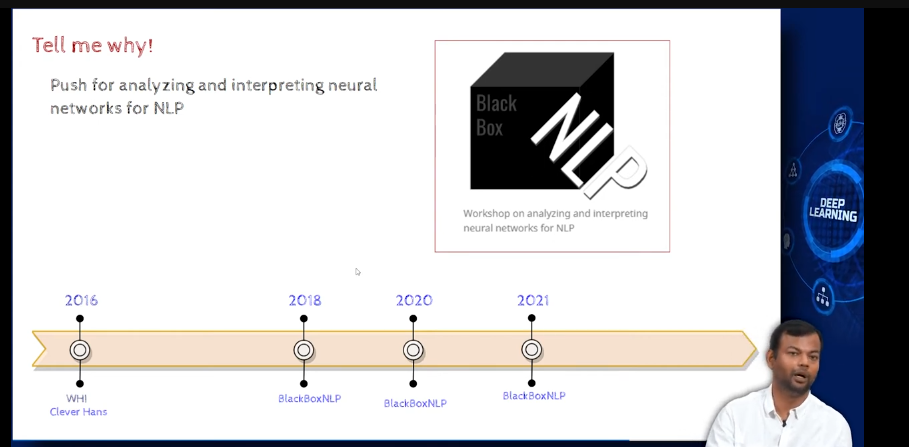 Tell me why!
Push for analyzing and interpreting neural
networks for NLP
Black
Box
NLP
Workshop on analyzing and interpreting
neural networks for NLP
DEEP
LEARNING
2016
2018
2020
2021
WHI
Clever Hans
BlackBoxNLP
BlackBoxNLP
BlackBoxNLP